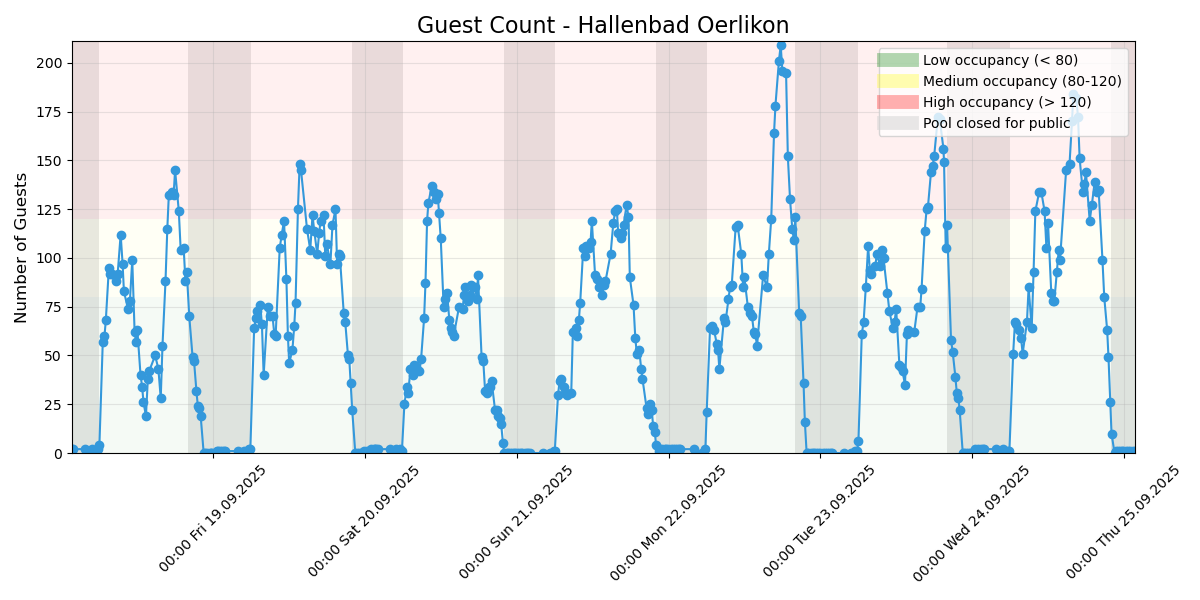 Guest Count - Hallenbad Oerlikon
Number of Guests
200
175
150
125
100
75
50
25
0
Low occupancy (< 80)
Medium occupancy (80-120)
High occupancy (> 120)
Pool closed for public
00:00 Fri 19.09.2025
00:00 Sat 20.09.2025
00:00 Sun 21.09.2025
00:00 Mon 22.09.2025
00:00 Tue 23.09.2025
00:00 Wed 24.09.2025
00:00 Thu 25.09.2025